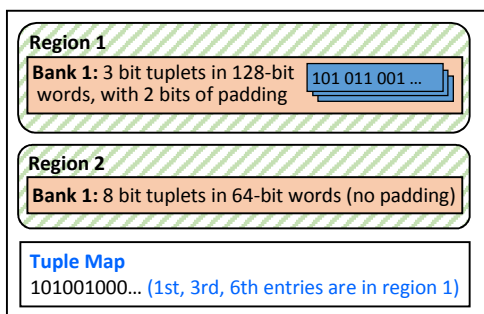 Region 1
Bank 1: 3 bit tuplets in 128-bit
words, with 2 bits of padding
101 011 001 ...
Region 2
Bank 1: 8 bit tuplets in 64-bit words (no padding)
Tuple Map
101001000... (1st, 3rd, 6th entries are in region 1)